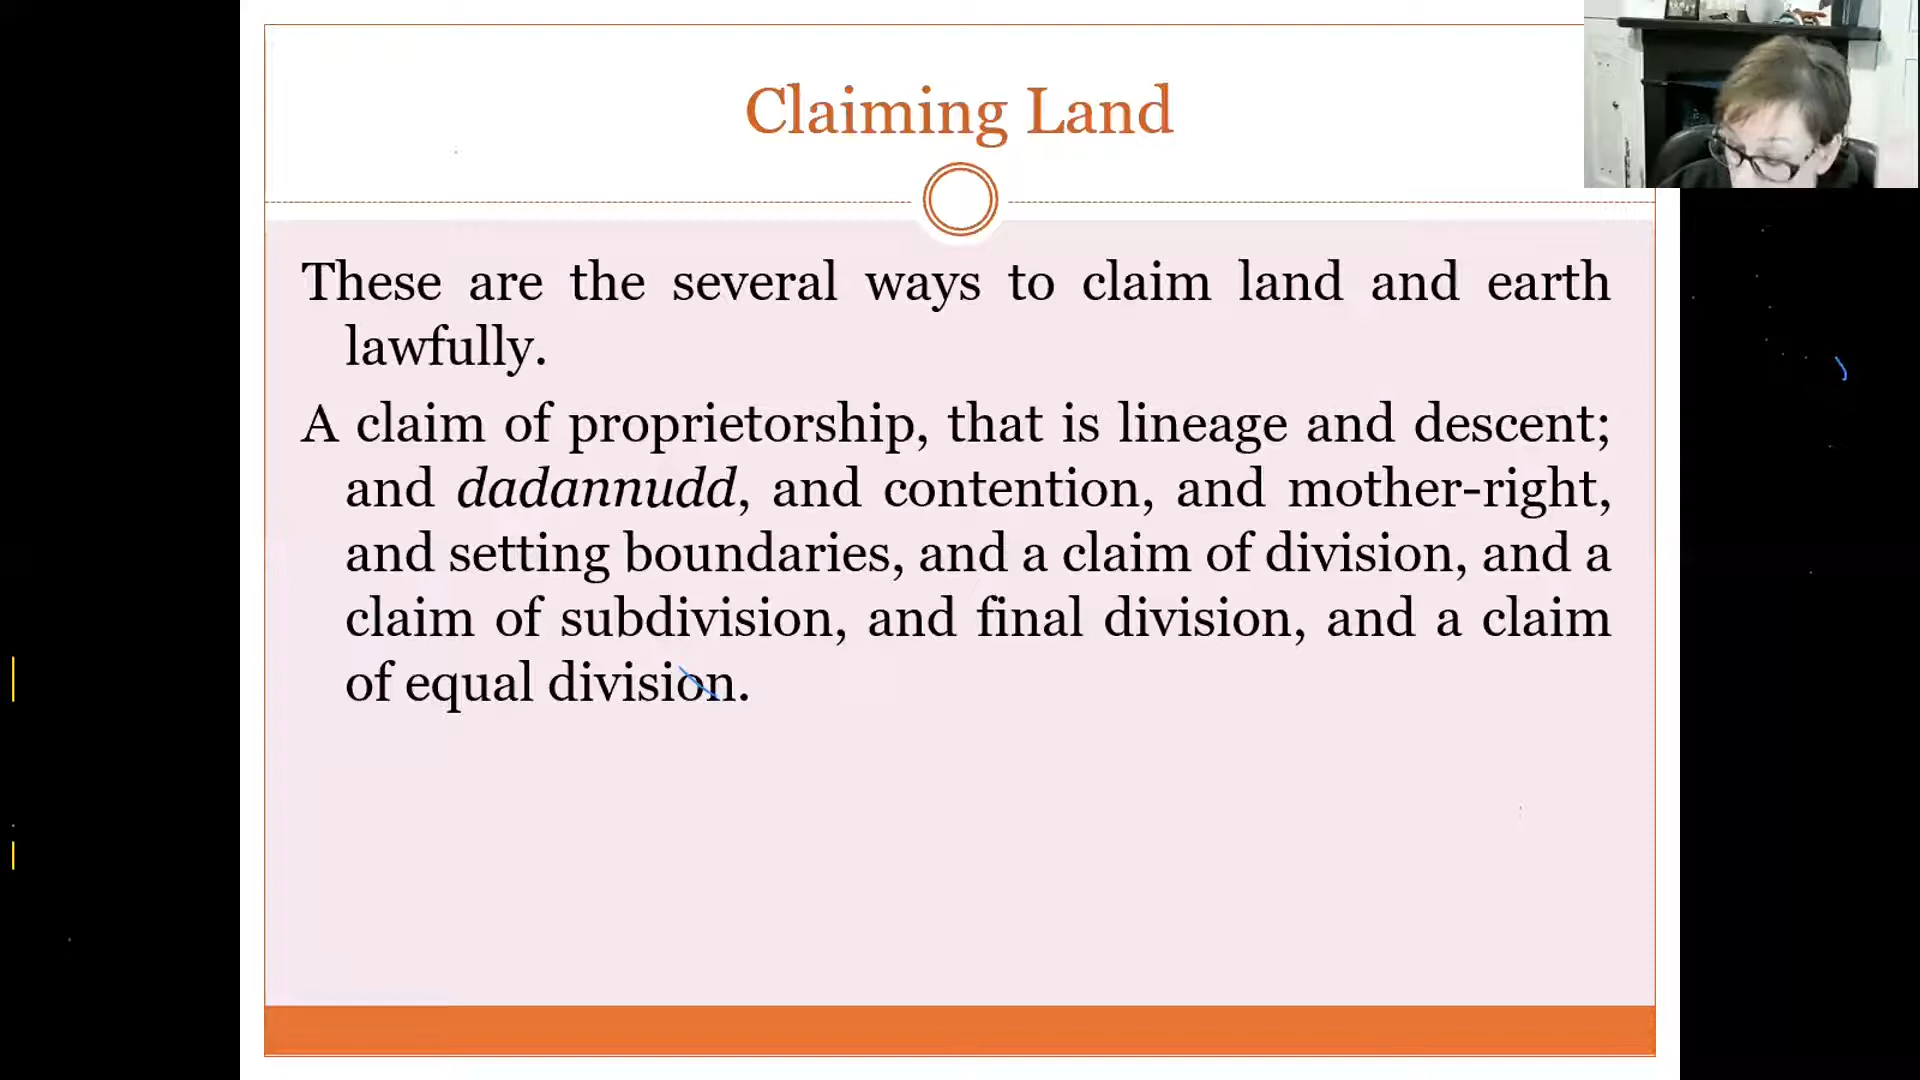 Claiming Land
These are the several ways to claim land and earth
lawfully.
A claim of proprietorship, that is lineage and descent;
and dadannudd, and contention, and mother-right,
and setting boundaries, and a claim of division, and a
claim of subdivision, and final division, and a claim
of equal division.